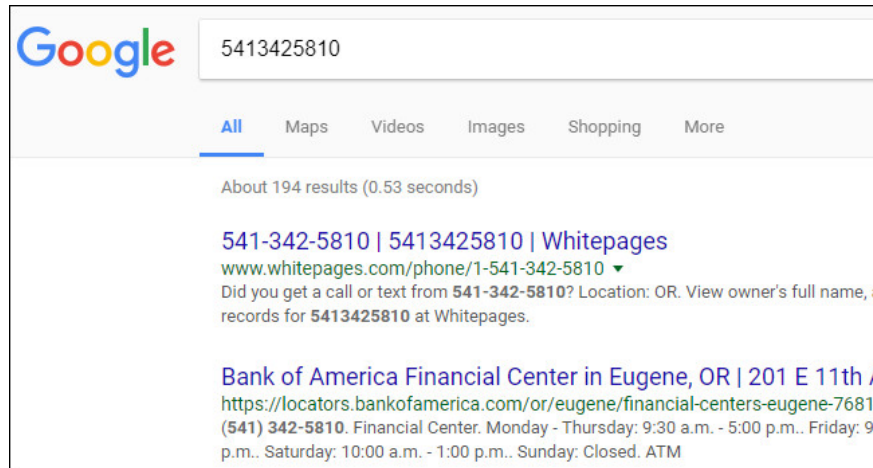 Google
5413425810
All Maps Videos Images Shopping More
About 194 results (0.53 seconds)
541-342-5810 | 5413425810 | Whitepages
www.whitepages.com/phone/1-541-342-5810
Did you get a call or text from 541-342-5810? Location: OR. View owner's full name,
records for 5413425810 at Whitepages.
Bank of America Financial Center in Eugene, OR | 201 E 11th
https://locators.bankofamerica.com/or/eugene/financial-centers-eugene-7681
(541) 342-5810. Financial Center. Monday - Thursday: 9:30 a.m. - 5:00 p.m.. Friday: 9
p.m.. Saturday: 10:00 a.m. - 1:00 p.m.. Sunday: Closed. ATM